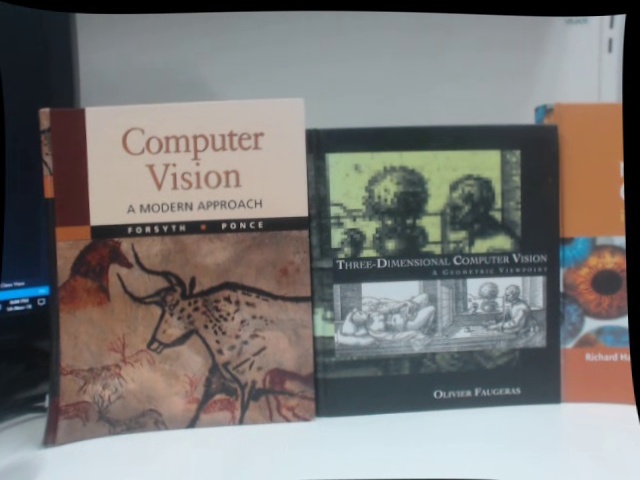 Computer
Vision
A MODERN APPROACH
FORSYTH PONCE
THREE-DIMENSIONAL COMPUTER VISION
A GEOMETRIC VIEWPOINT
OLIVIER FAUGERAS
Richard